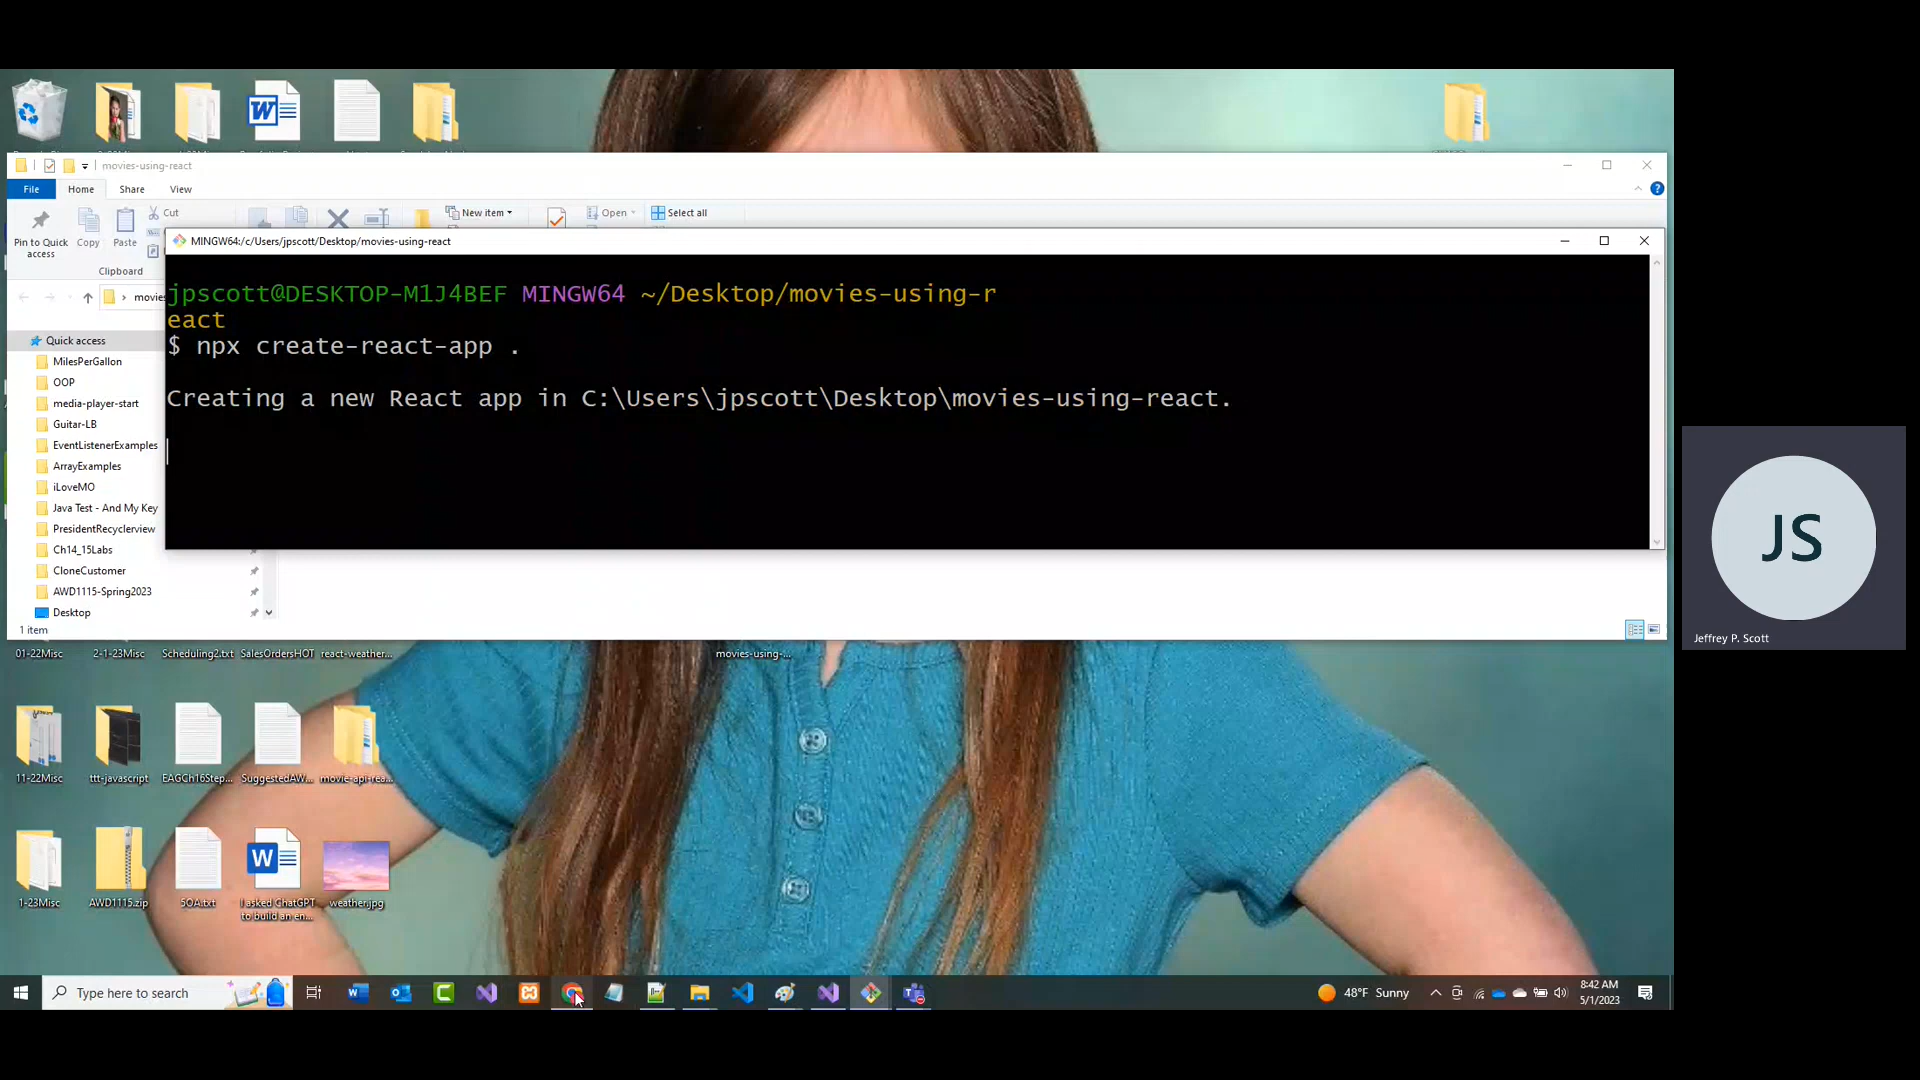 movies-using-react
File Home Share View
Pin to Quick access
Copy
Paste
Cut
Clipboard
New item
Open
Select all
MINGW64:/c/Users/jpscott/Desktop/movies-using-react
jpscott@DESKTOP-M1J4BEF MINGW64 ~/Desktop/movies-using-r
eact
$ npx create-react-app .
Creating a new React app in C:\Users\jpscott\Desktop\movies-using-react.
Quick access
MilesPerGallon
OOP
media-player-start
Guitar-LB
EventListenerExamples
ArrayExamples
iLoveMO
Java Test - And My Key
PresidentRecyclerview
Ch14_15Labs
CloneCustomer
AWD1115-Spring2023
Desktop
1 item
01-22Misc 2-1-23Misc Scheduling2.txt SalesOrdersHOT react-weather... movies-using-...
11-22Misc ttt-javascript EAGCh16Step... SuggestedAW... movie-api-rea...
1-23Misc AWD1115.zip SOA.txt I asked ChatGPT to build an en... weather.jpg
Type here to search
48°F Sunny
8:42 AM
5/1/2023
JS
Jeffrey P. Scott